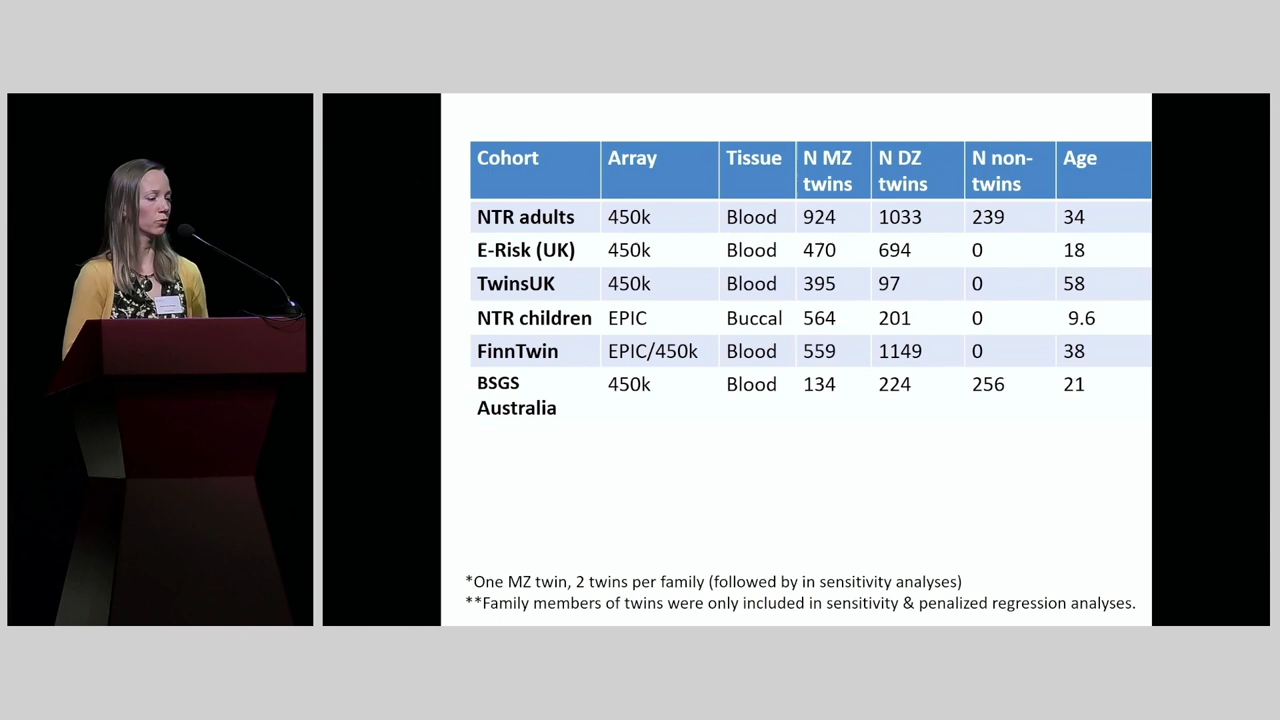 Cohort Array Tissue N MZ twins N DZ twins N non-twins Age
NTR adults 450k Blood 924 1033 239 34
E-Risk (UK) 450k Blood 470 694 0 18
TwinsUK 450k Blood 395 97 0 58
NTR children EPIC Buccal 564 201 0 9.6
FinnTwin EPIC/450k Blood 559 1149 0 38
BSGS Australia 450k Blood 134 224 256 21
*One MZ twin, 2 twins per family (followed by in sensitivity analyses)
**Family members of twins were only included in sensitivity & penalized regression analyses.